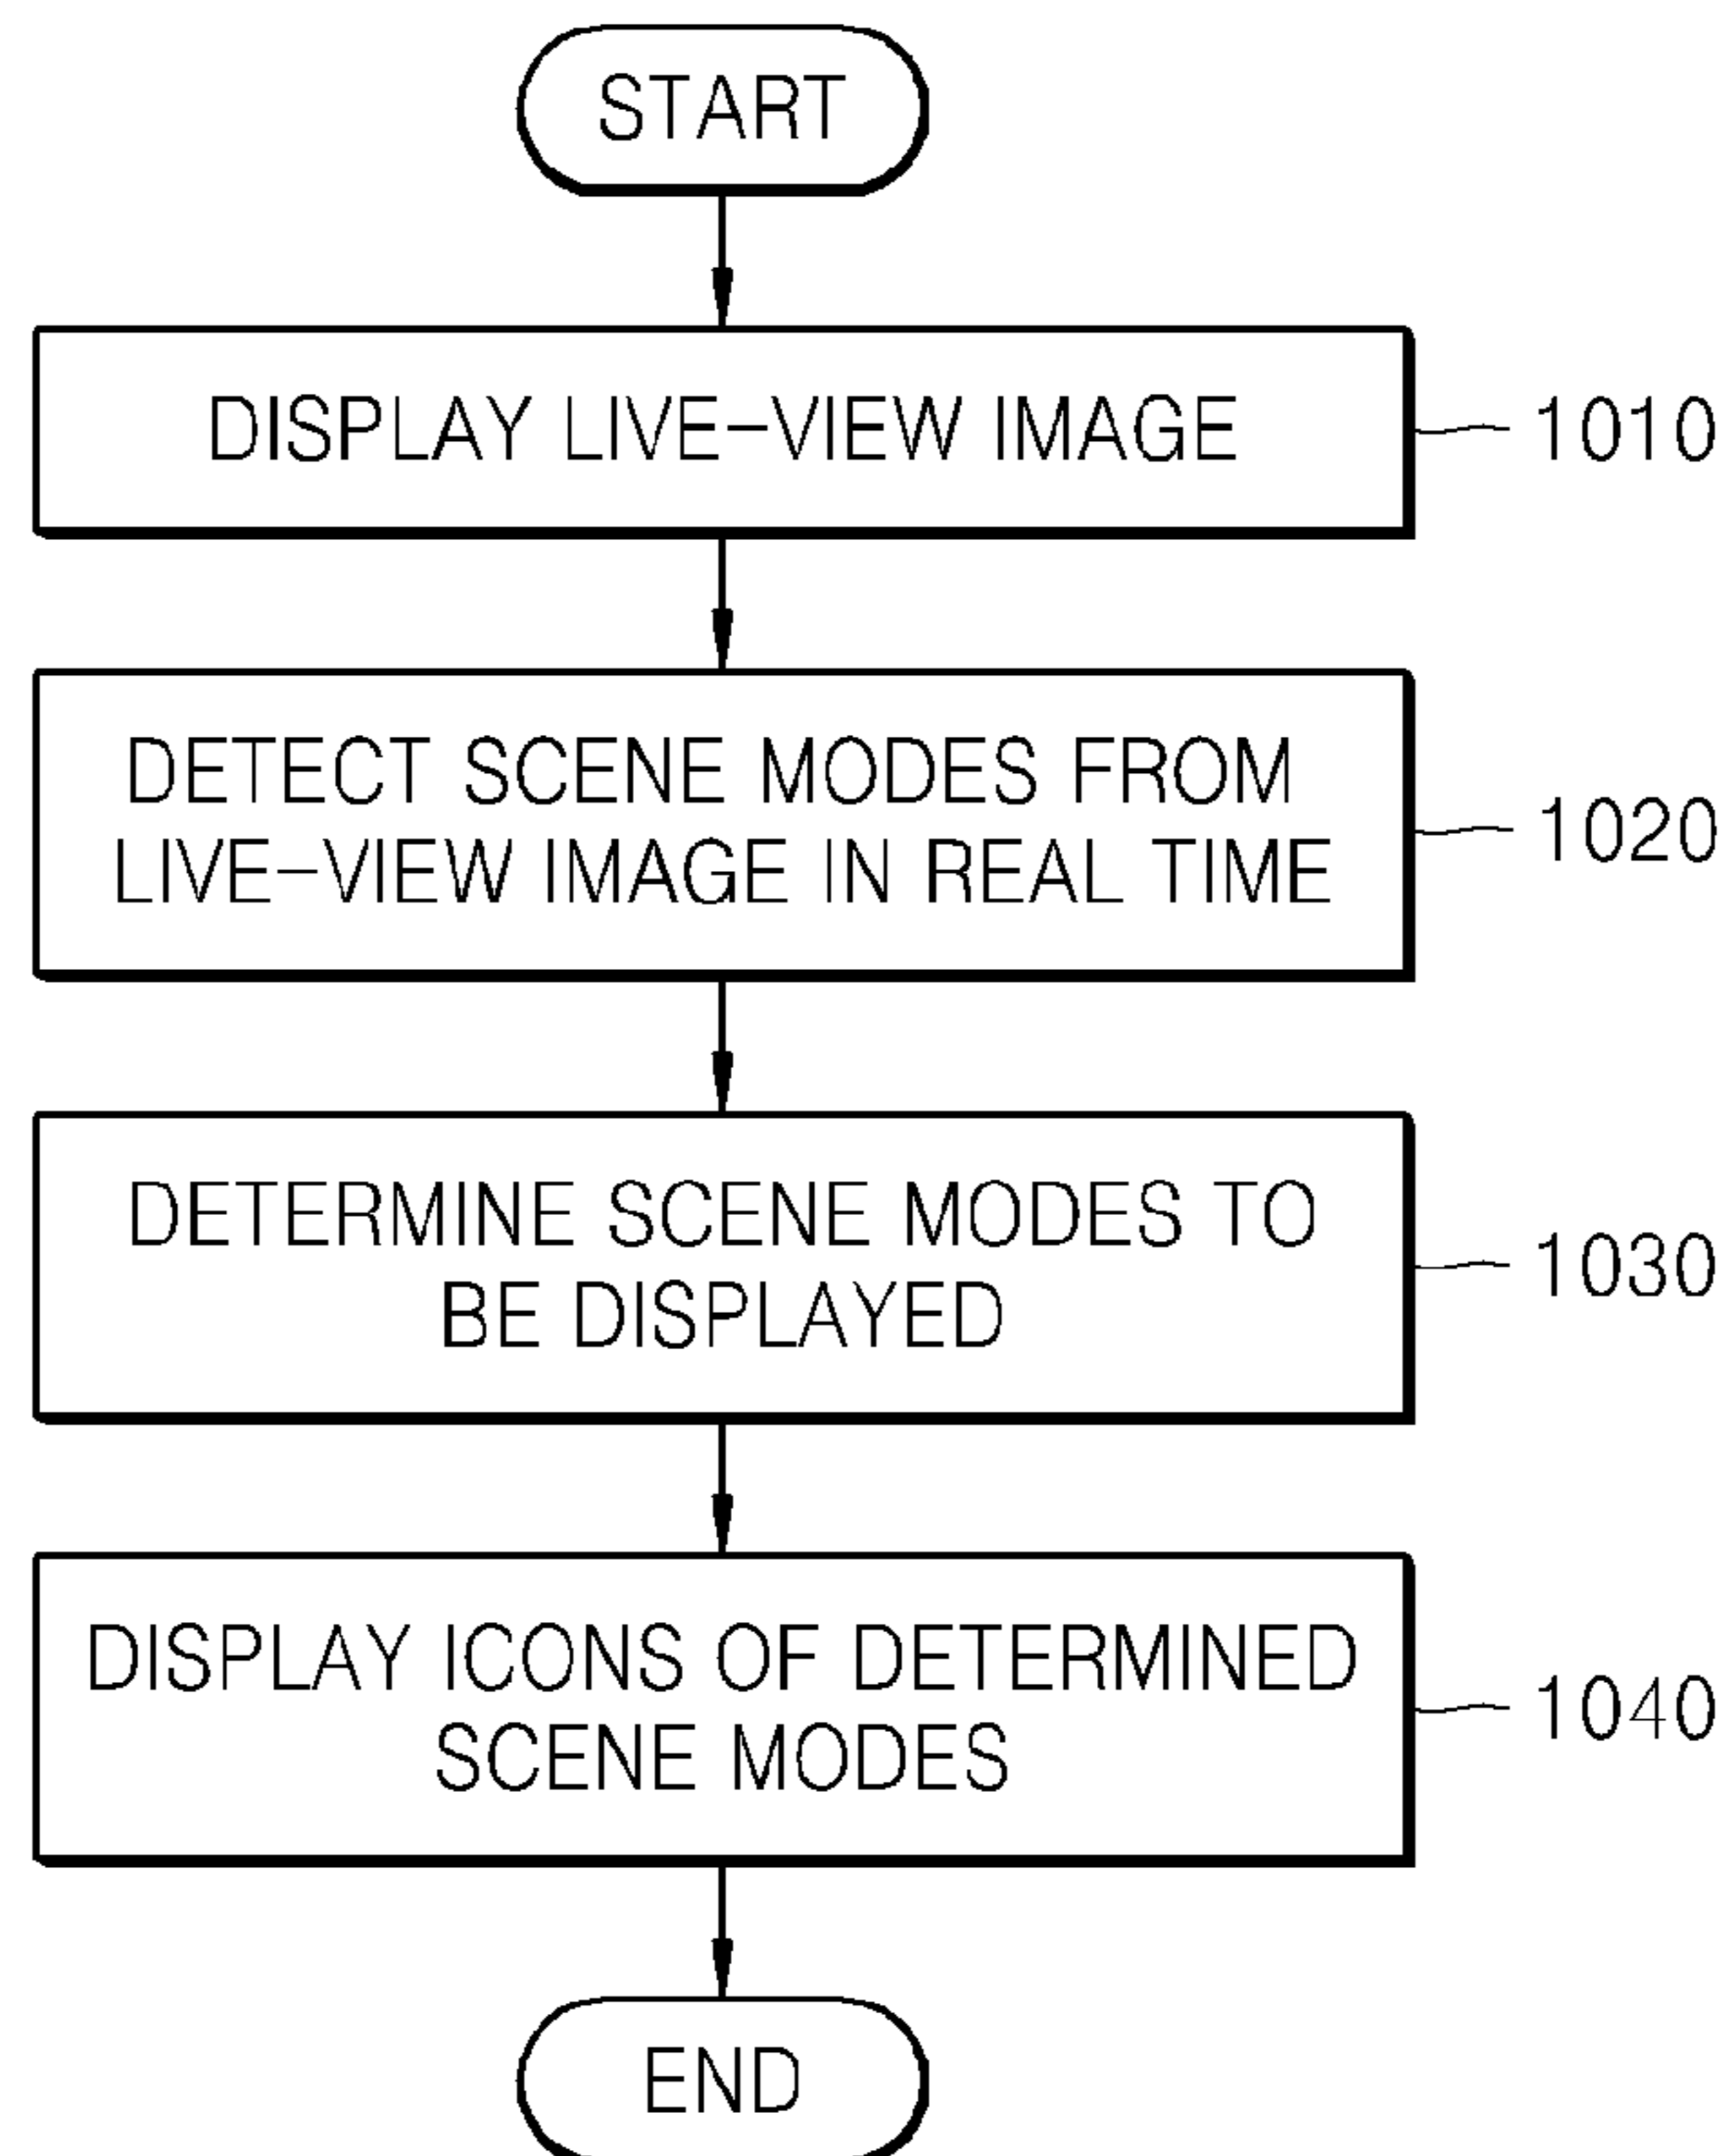 START
DISPLAY LIVE-VIEW IMAGE
1010
DETECT SCENE MODES FROM
LIVE-VIEW IMAGE IN REAL TIME
1020
DETERMINE SCENE MODES TO
BE DISPLAYED
1030
DISPLAY ICONS OF DETERMINED
SCENE MODES
1040
END